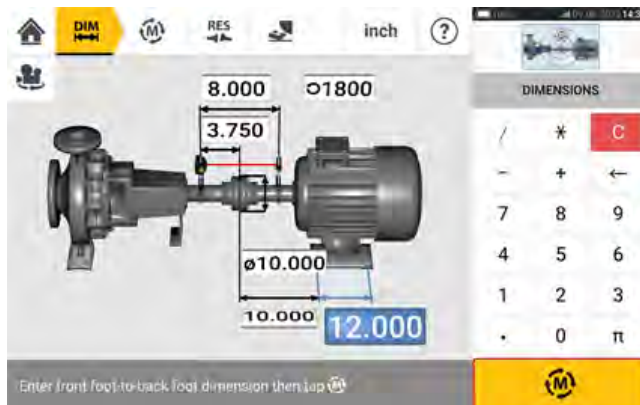 DIM
M
RES
inch
?
8.000
1800
3.750
ø10.000
10.000
12.000
Enter front foot-to-back foot dimension then tap M
DIMENSIONS
/ * C
- + ←
7 8 9
4 5 6
1 2 3
. 0 π
M